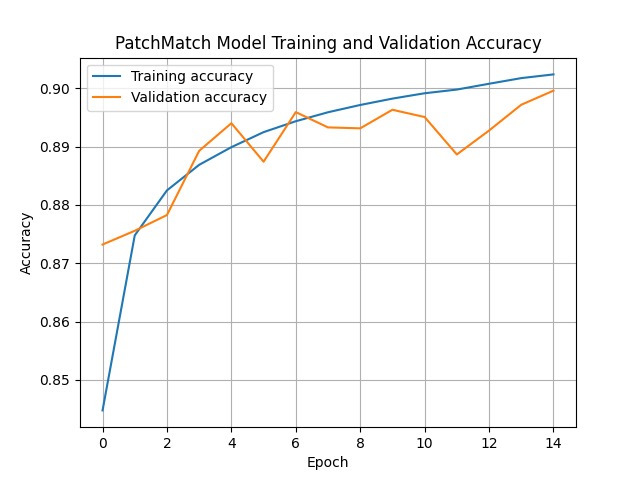 PatchMatch Model Training and Validation Accuracy
Training accuracy
Validation accuracy
0.90
0.89
0.88
0.87
0.86
0.85
Accuracy
0 2 4 6 8 10 12 14
Epoch